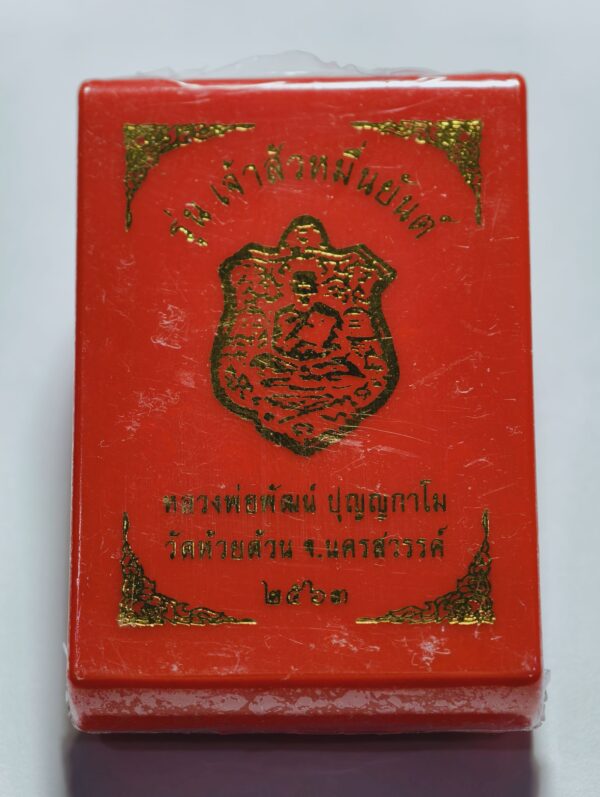 รุ่น เจ้าสัวหมื่นยันต์
หลวงพ่อพัฒน์ ปุญญกาโม
วัดห้วยด้วน จ.นครสวรรค์
๒๕๖๓